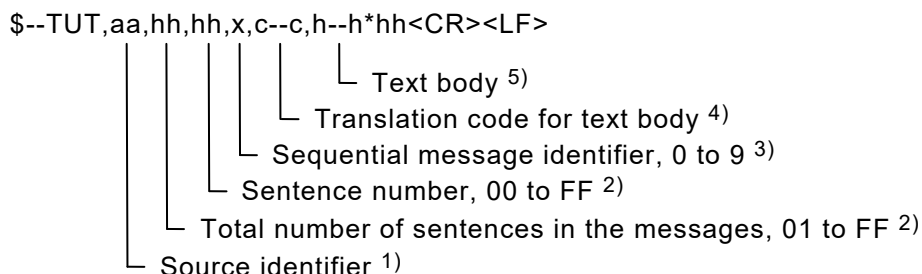 $--TUT,aa,hh,hh,x,c--c,h--h*hh<CR><LF>
Text body 5)
Translation code for text body 4)
Sequential message identifier, 0 to 9 3)
Sentence number, 00 to FF 2)
Total number of sentences in the messages, 01 to FF 2)
Source identifier 1)